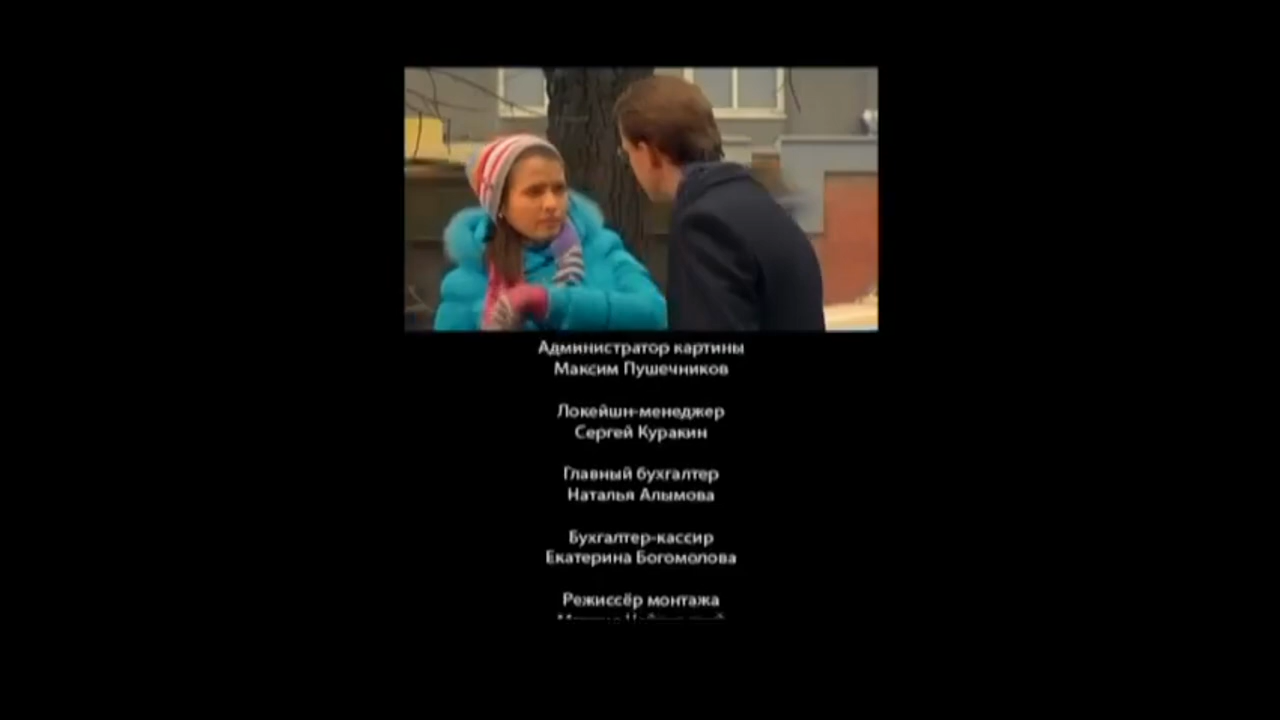 Администратор картины
Максим Пушечников
Локейшн-менеджер
Сергей Куракин
Главный бухгалтер
Наталья Алымова
Бухгалтер-кассир
Екатерина Богомолова
Режиссёр монтажа